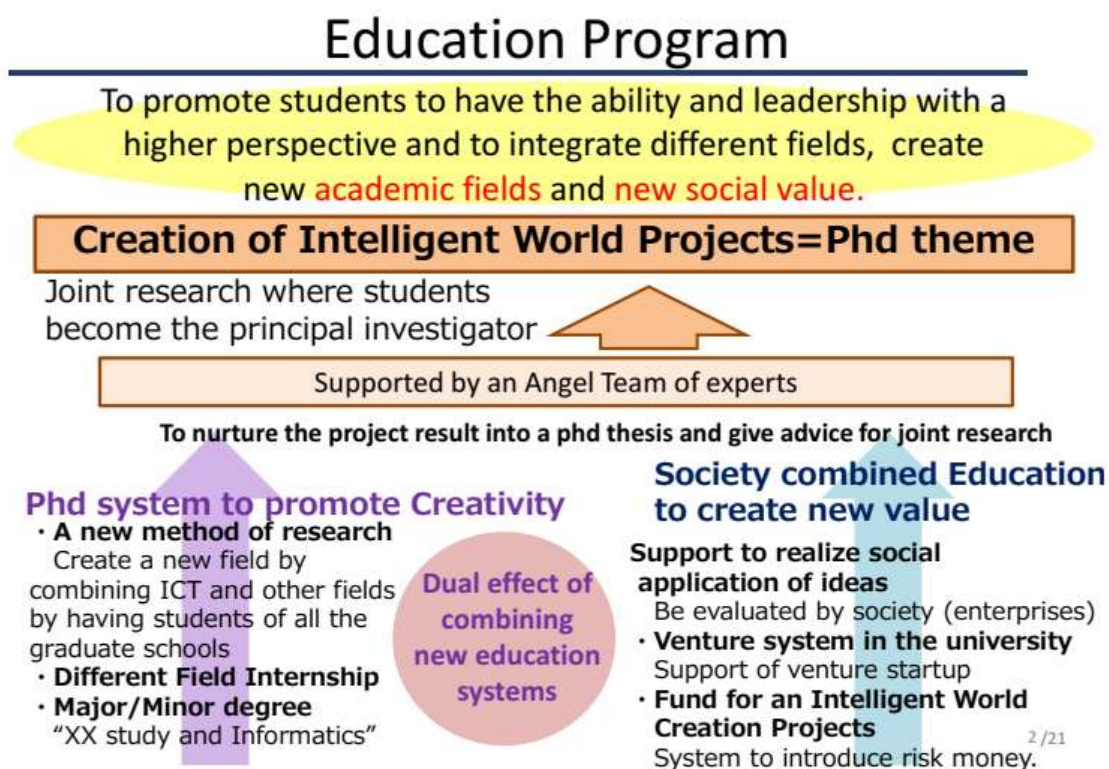 Education Program
To promote students to have the ability and leadership with a
higher perspective and to integrate different fields, create
new academic fields and new social value.
Creation of Intelligent World Projects=Phd theme
Joint research where students
become the principal investigator
Supported by an Angel Team of experts
To nurture the project result into a phd thesis and give advice for joint research
Phd system to promote Creativity
・A new method of research
Create a new field by
combining ICT and other fields
by having students of all the
graduate schools
・Different Field Internship
・Major/Minor degree
“XX study and Informatics”
Dual effect of
combining
new education
systems
Society combined Education
to create new value
Support to realize social
application of ideas
Be evaluated by society (enterprises)
・Venture system in the university
Support of venture startup
・Fund for an Intelligent World
Creation Projects
System to introduce risk money.
2 /21